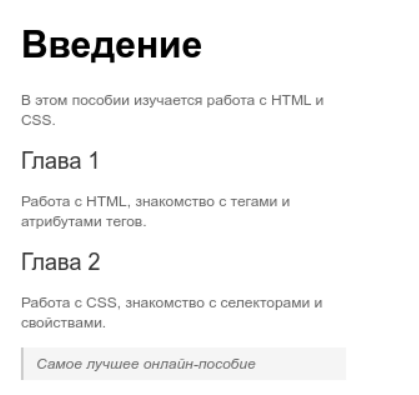 Введение
В этом пособии изучается работа с HTML и
CSS.
Глава 1
Работа с HTML, знакомство с тегами и
атрибутами тегов.
Глава 2
Работа с CSS, знакомство с селекторами и
свойствами.
Самое лучшее онлайн-пособие